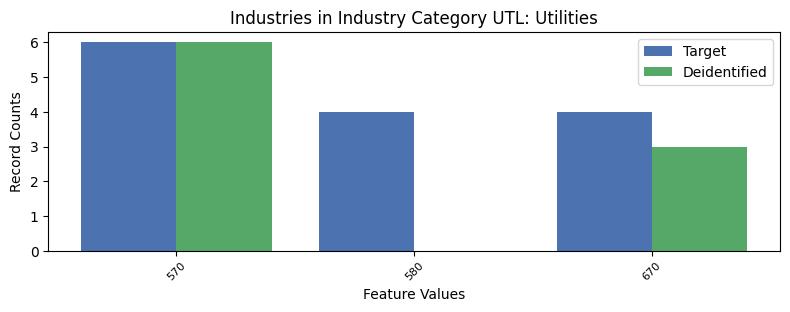 Industries in Industry Category UTL: Utilities
Target
Deidentified
Record Counts
6
5
4
3
2
1
0
570
580
670
Feature Values